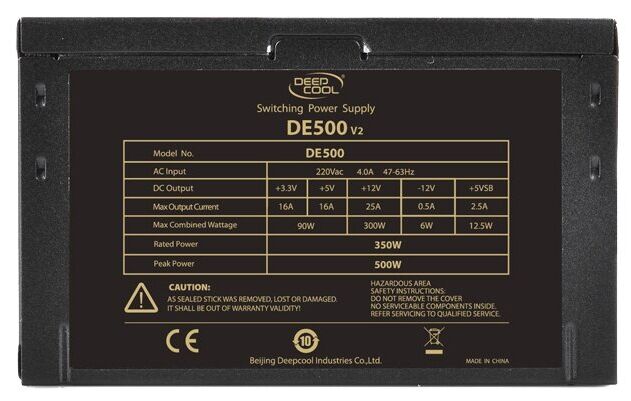 DEEP
COOL
Switching Power Supply
DE500 V2
Model No. DE500
AC Input 220Vac 4.0A 47-63Hz
DC Output +3.3V +5V +12V -12V +5VSB
Max Output Current 16A 16A 25A 0.5A 2.5A
Max Combined Wattage 90W 300W 6W 12.5W
Rated Power 350W
Peak Power 500W
CAUTION:
AS SEALED STICK WAS REMOVED, LOST OR DAMAGED.
IT SHALL BE OUT OF WARRANTY VALIDITY!
HAZARDOUS AREA
SAFETY INSTRUCTIONS:
DO NOT REMOVE THE COVER
NO SERVICABLE COMPONENTS INSIDE.
REFER SERVICING TO QUALIFIED SERVICE.
CE
10
Beijing Deepcool Industries Co.,Ltd.
MADE IN CHINA